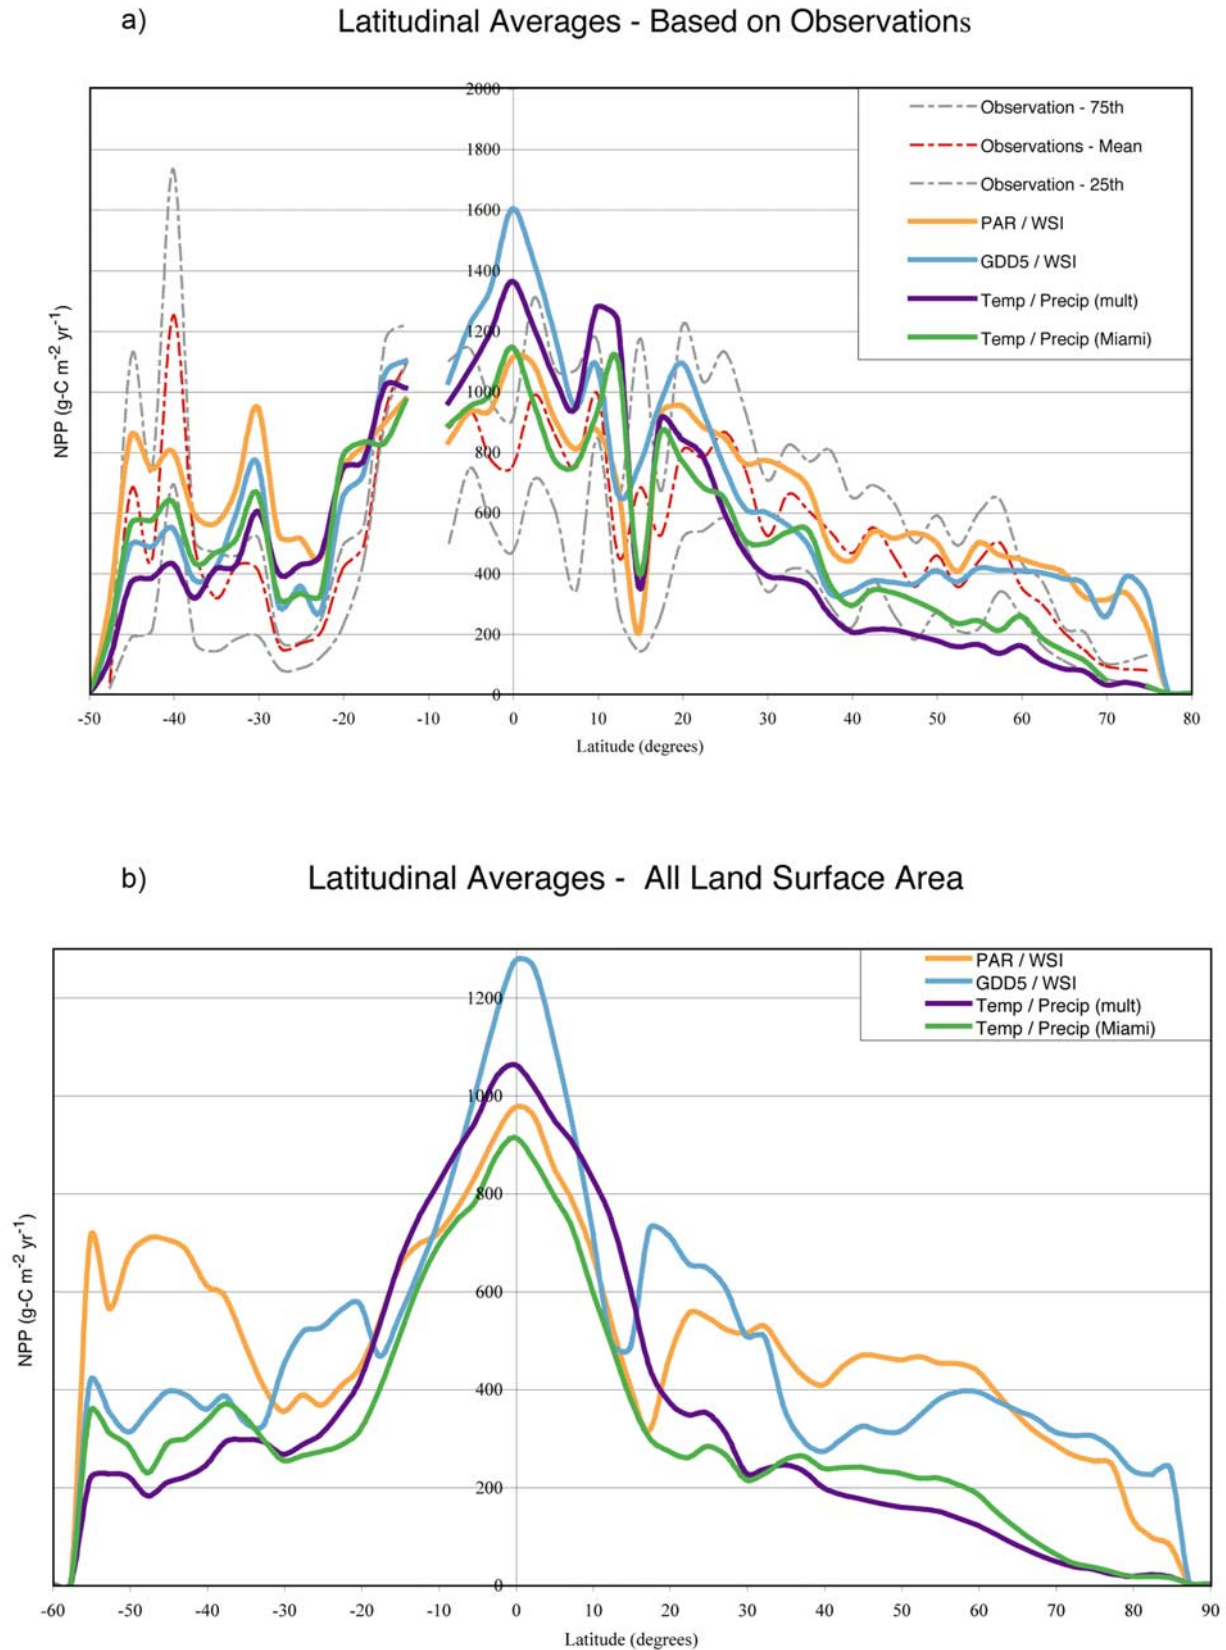 a) Latitudinal Averages - Based on Observations
2000
1800
1600
1400
1200
1000
800
600
400
200
0
NPP (g-C m-2 yr-1)
Observation - 75th
Observations - Mean
Observation - 25th
PAR / WSI
GDD5 / WSI
Temp / Precip (mult)
Temp / Precip (Miami)
-50 -40 -30 -20 -10 0 10 20 30 40 50 60 70 80
Latitude (degrees)
b) Latitudinal Averages - All Land Surface Area
1200
1000
800
600
400
200
0
NPP (g-C m-2 yr-1)
PAR / WSI
GDD5 / WSI
Temp / Precip (mult)
Temp / Precip (Miami)
-60 -50 -40 -30 -20 -10 0 10 20 30 40 50 60 70 80 90
Latitude (degrees)